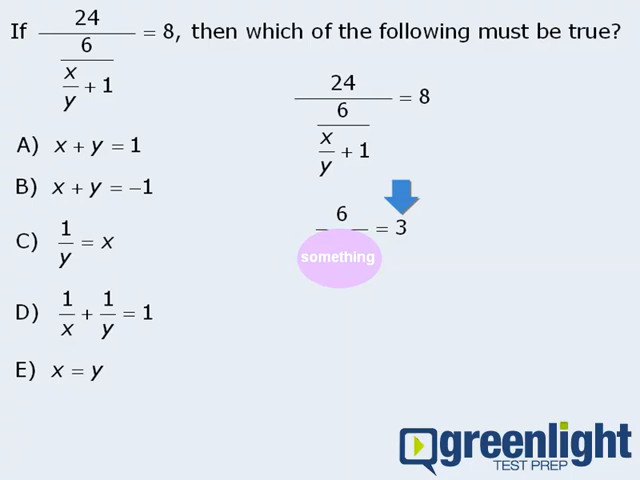 If 24 / (6 / (x/y + 1)) = 8, then which of the following must be true?
A) x + y = 1
B) x + y = −1
C) 1/y = x
D) 1/x + 1/y = 1
E) x = y
24 / (6 / (x/y + 1)) = 8
6 / something = 3
greenlight
TEST PREP